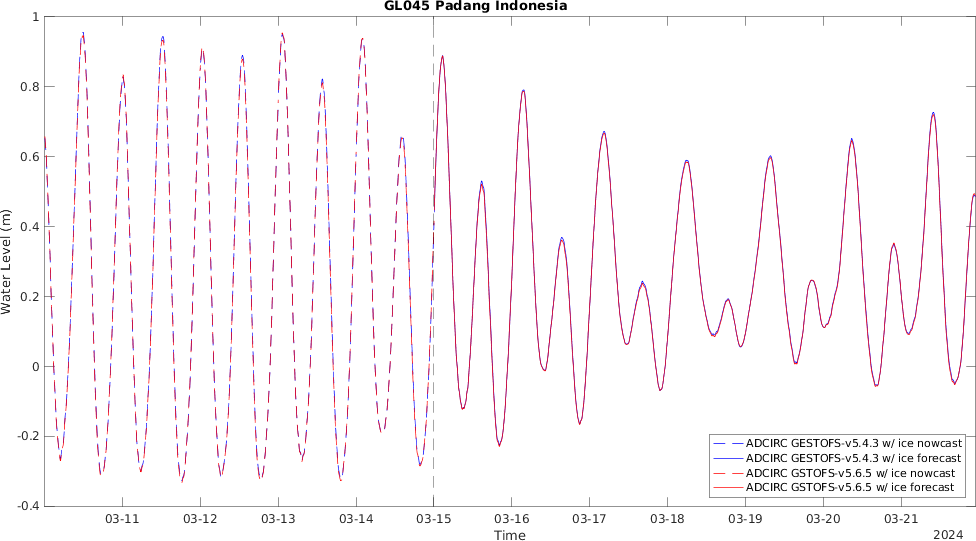 GL045 Padang Indonesia
Water Level (m)
1
0.8
0.6
0.4
0.2
0
-0.2
-0.4
03-11 03-12 03-13 03-14 03-15 03-16 03-17 03-18 03-19 03-20 03-21
Time
2024
ADCIRC GESTOFS-v5.4.3 w/ ice nowcast
ADCIRC GESTOFS-v5.4.3 w/ ice forecast
ADCIRC GSTOFS-v5.6.5 w/ ice nowcast
ADCIRC GSTOFS-v5.6.5 w/ ice forecast